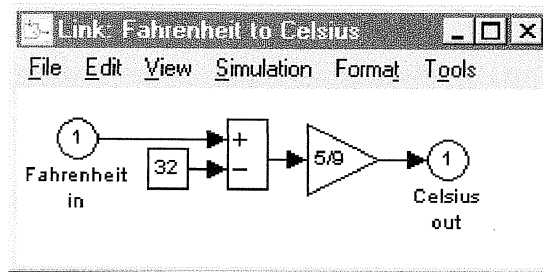 Link: Fahrenheit to Celsius
File Edit View Simulation Format Tools
1
+
32
−
5/9
1
Fahrenheit
in
Celsius
out